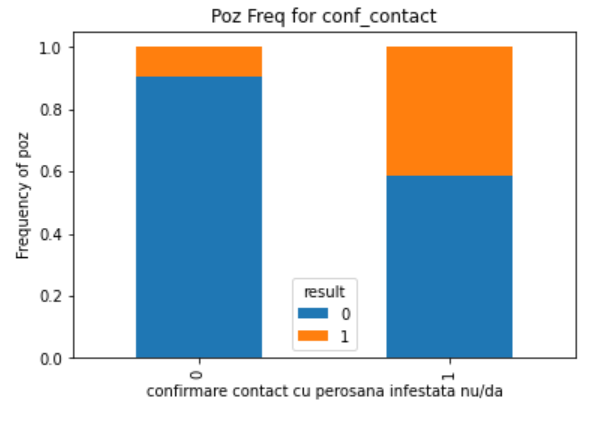 Poz Freq for conf_contact
Frequency of poz
1.0
0.8
0.6
0.4
0.2
0.0
result
0
1
0
1
confirmare contact cu perosana infestata nu/da